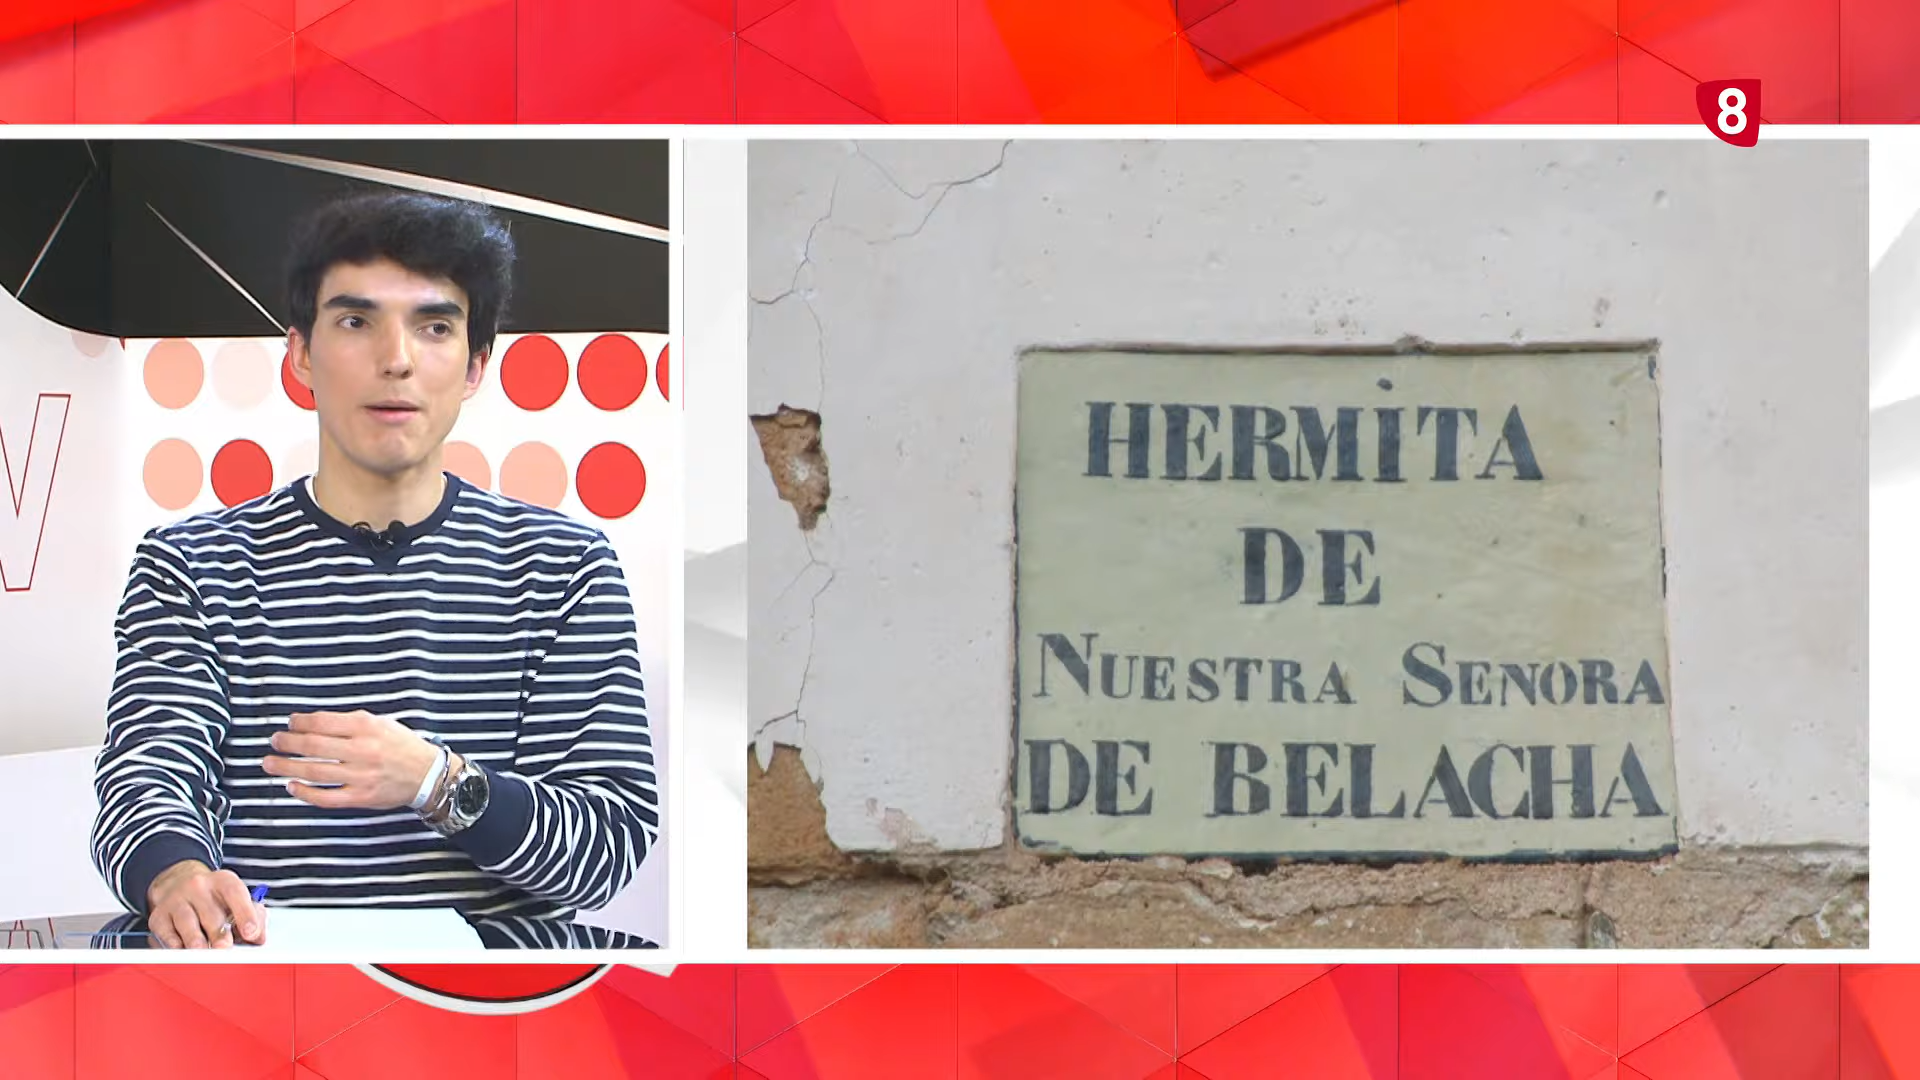 8
HERMITA
DE
NUESTRA SENORA
DE BELACHA